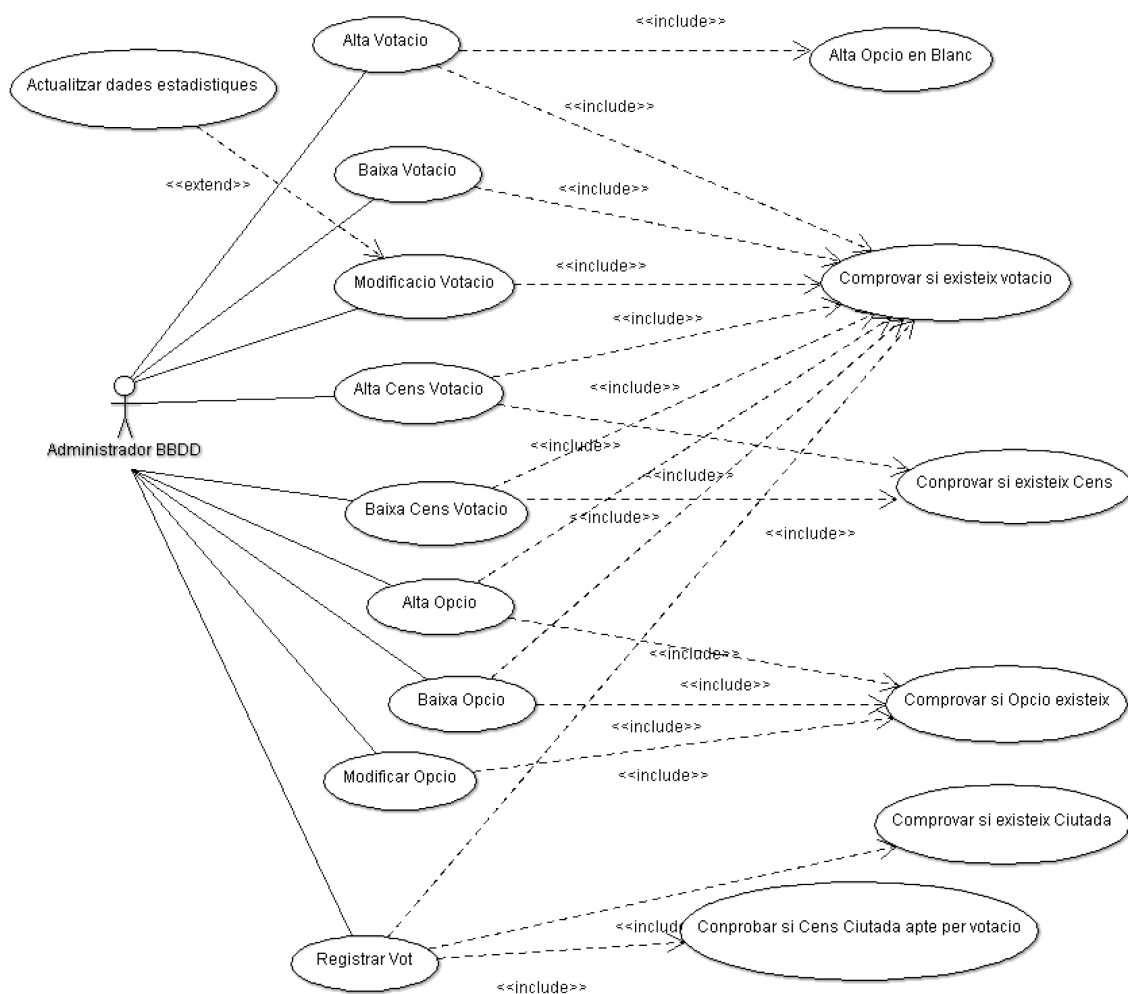 <<include>>
Alta Votacio
Alta Opcio en Blanc
Actualitzar dades estadistiques
<<include>>
Baixa Votacio
<<extend>>
<<include>>
<<include>>
Modificacio Votacio
Comprovar si existeix votacio
<<include>>
Alta Cens Votacio
<<include>>
Administrador BBDD
<<include>>
<<include>>
Conprovar si existeix Cens
Baixa Cens Votacio
<<include>>
<<include>>
Alta Opcio
<<include>>
<<include>>
Baixa Opcio
Comprovar si Opcio existeix
Modificar Opcio
<<include>>
Comprovar si existeix Ciutada
<<includ
Conprobar si Cens Ciutada apte per votacio
Registrar Vot
<<include>>